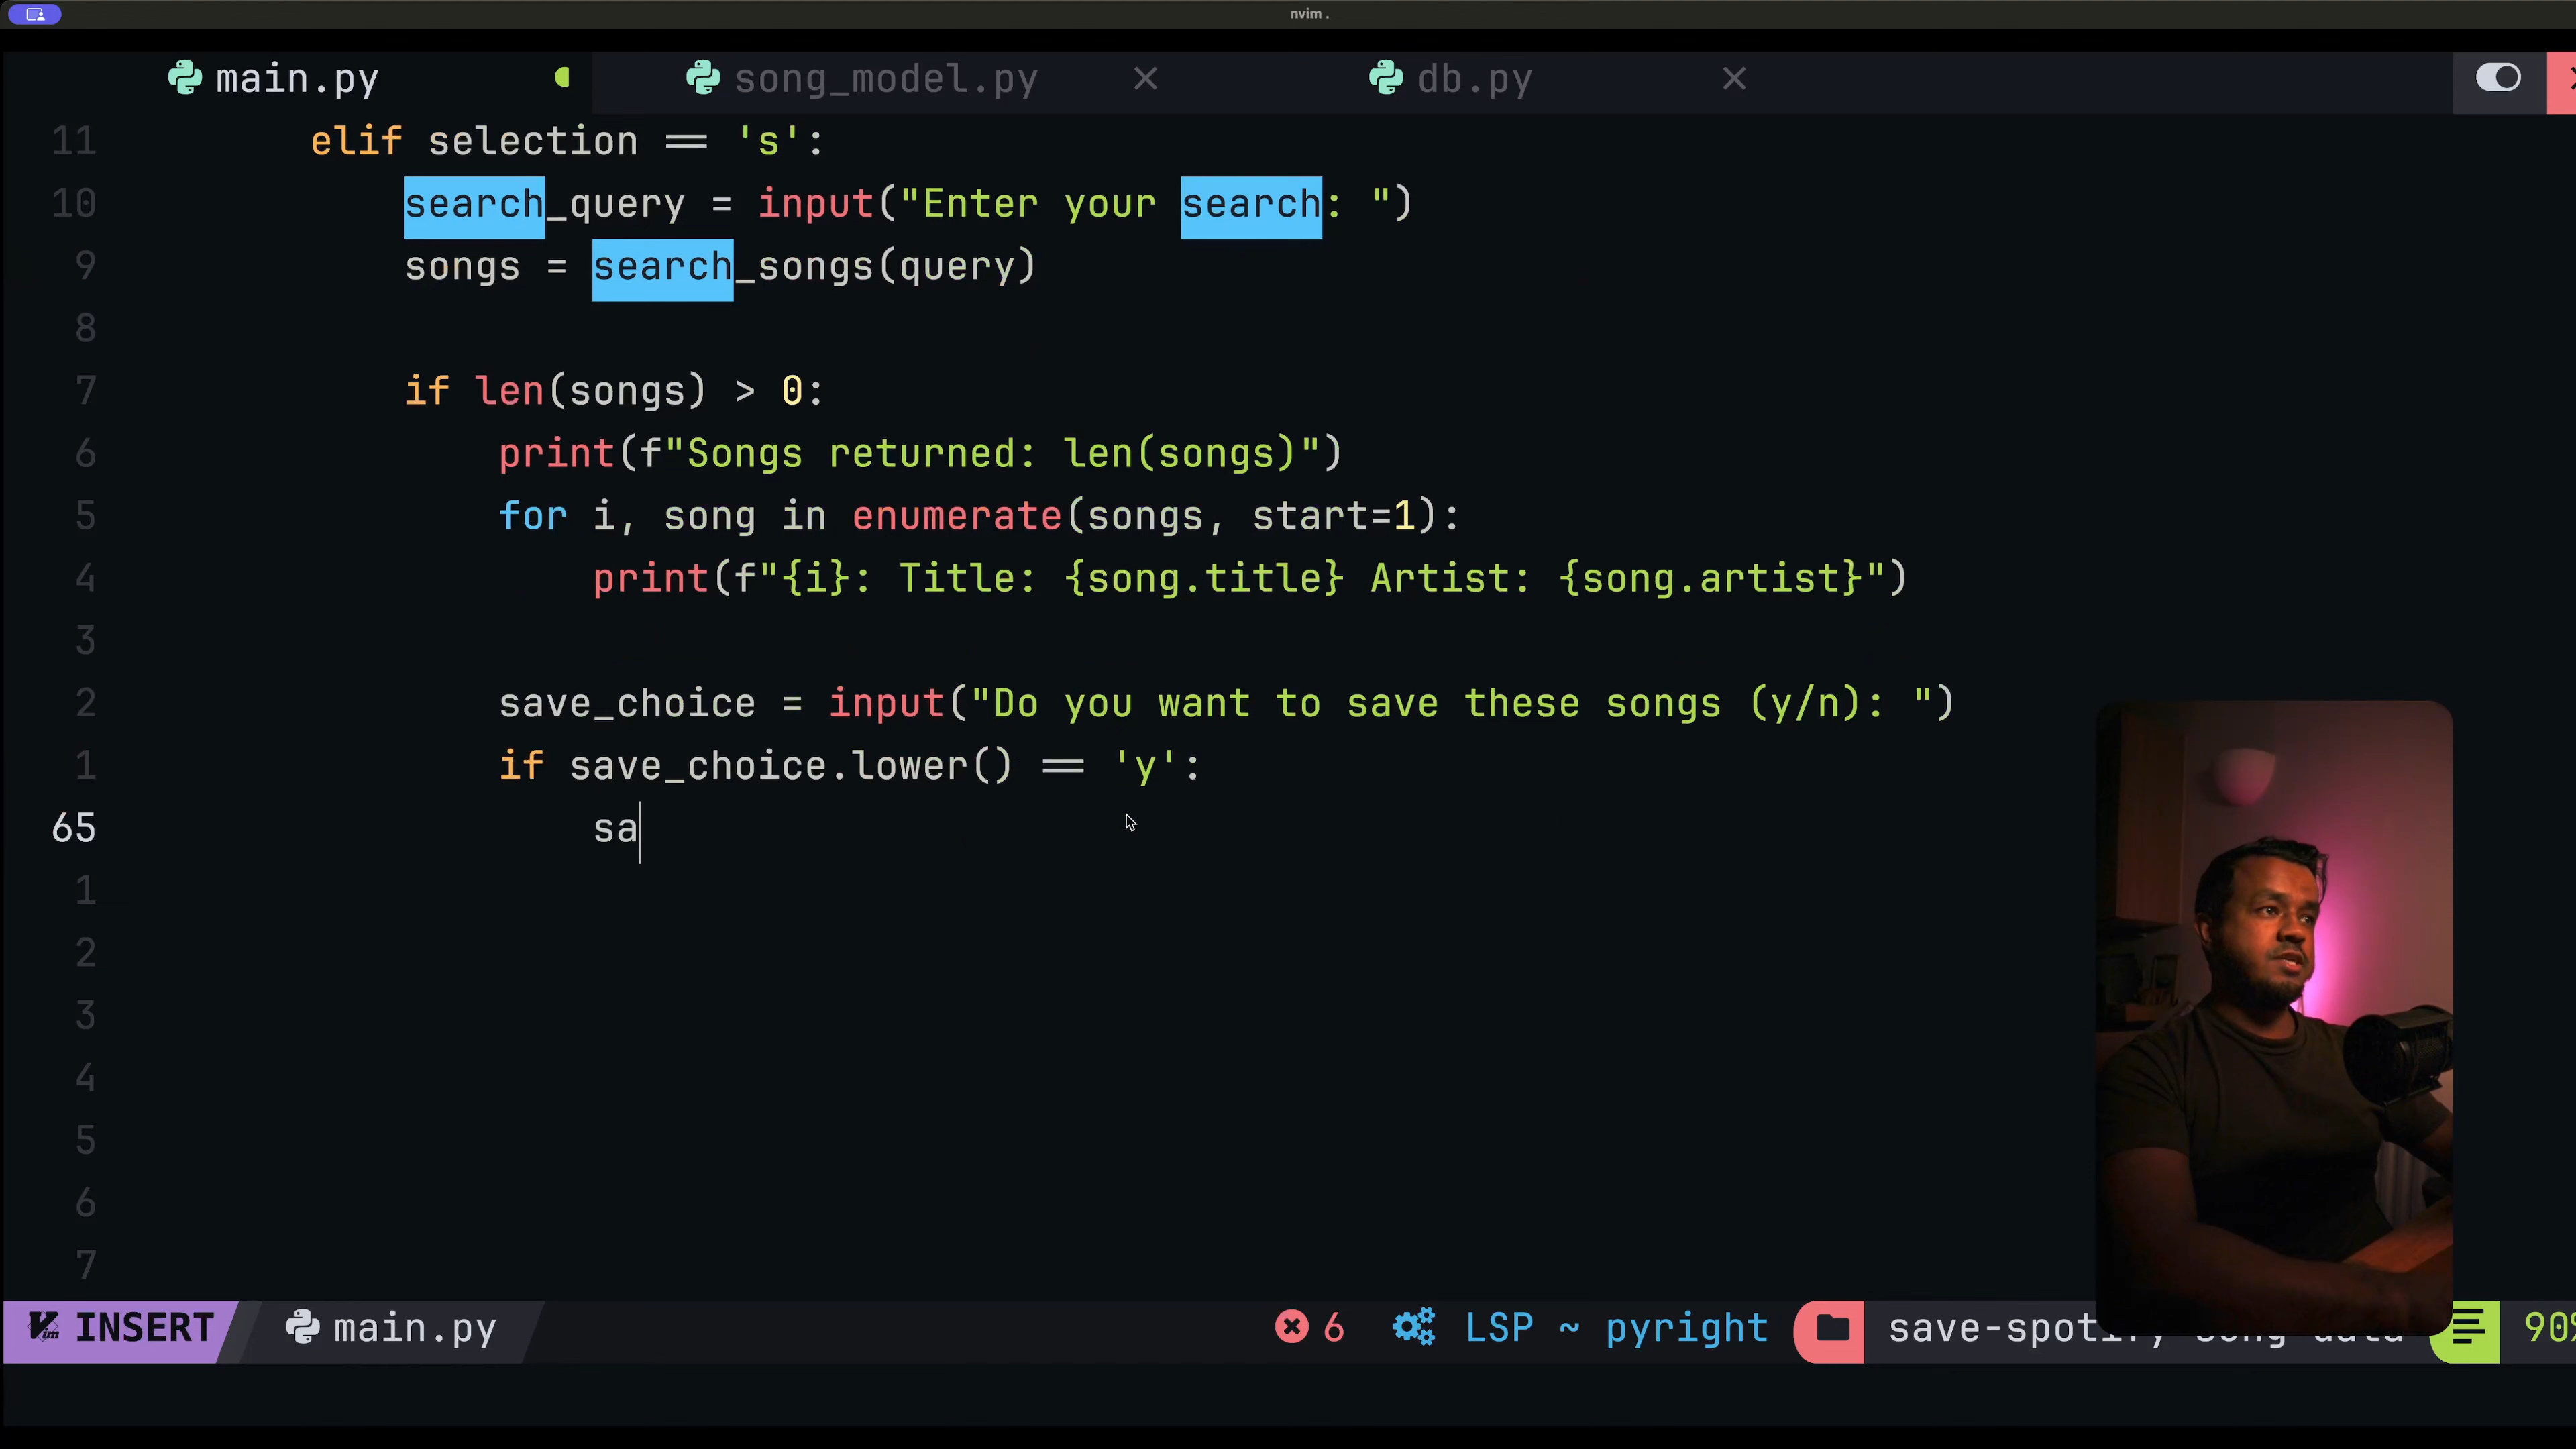 nvim .
main.py song_model.py db.py
11 elif selection == 's':
10 search_query = input("Enter your search: ")
9 songs = search_songs(query)
8
7 if len(songs) > 0:
6 print(f"Songs returned: len(songs)")
5 for i, song in enumerate(songs, start=1):
4 print(f"{i}: Title: {song.title} Artist: {song.artist}")
3
2 save_choice = input("Do you want to save these songs (y/n): ")
1 if save_choice.lower() == 'y':
65 sa
1
2
3
4
5
6
7
INSERT main.py 6 LSP ~ pyright save-spotify song data 90%